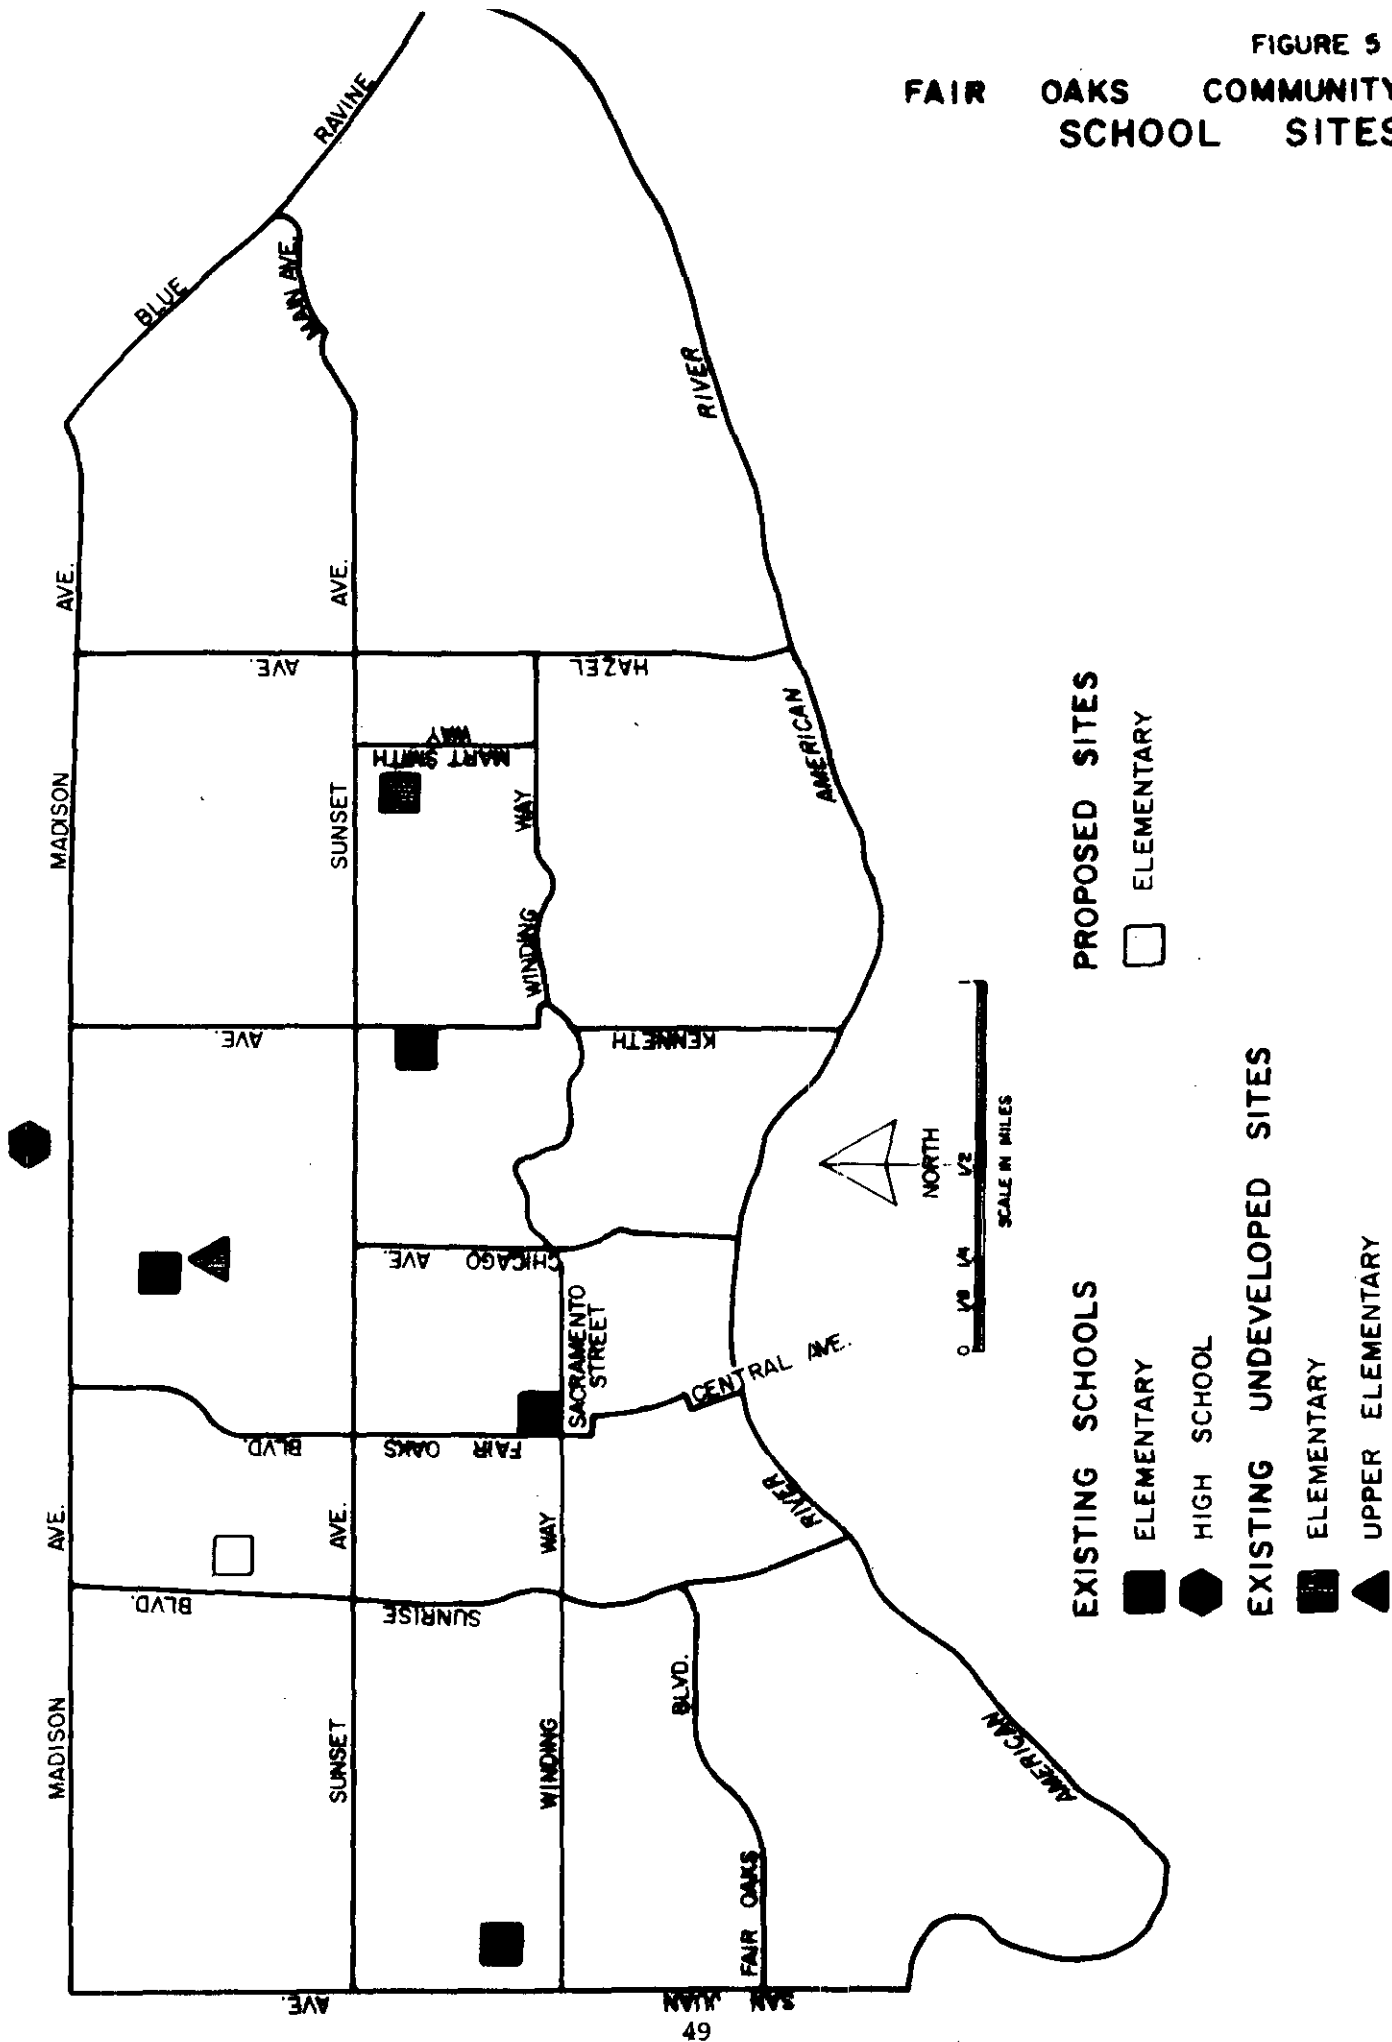 FIGURE 5
FAIR OAKS COMMUNITY
SCHOOL SITES
BLUE
RAVINE
MAIN AVE.
MADISON
AVE.
MADISON
AVE.
SUNSET
AVE.
SUNSET
AVE.
WINDING
WAY
WINDING
WAY
SACRAMENTO
STREET
FAIR OAKS
BLVD.
SAN JUAN
AVE.
SUNRISE
BLVD.
FAIR OAKS
BLVD.
CHICAGO
AVE.
KENNETH
AVE.
MART SMITH
WAY
HAZEL
AVE.
CENTRAL AVE.
AMERICAN
RIVER
AMERICAN
RIVER
NORTH
0 1/8 1/4 1/2 1
SCALE IN MILES
EXISTING SCHOOLS
ELEMENTARY
HIGH SCHOOL
EXISTING UNDEVELOPED SITES
ELEMENTARY
UPPER ELEMENTARY
PROPOSED SITES
ELEMENTARY
49